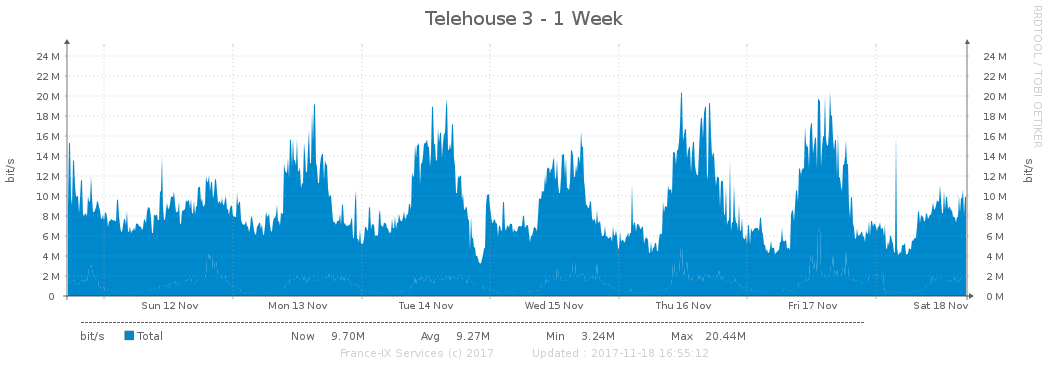 Telehouse 3 - 1 Week
RRDTOOL / TOBI OETIKER
bit/s
24 M 24 M
22 M 22 M
20 M 20 M
18 M 18 M
16 M 16 M
14 M 14 M
12 M 12 M
10 M 10 M
8 M 8 M
6 M 6 M
4 M 4 M
2 M 2 M
0 0 M
bit/s
Sun 12 Nov Mon 13 Nov Tue 14 Nov Wed 15 Nov Thu 16 Nov Fri 17 Nov Sat 18 Nov
bit/s Total Now 9.70M Avg 9.27M Min 3.24M Max 20.44M
France-IX Services (c) 2017 Updated : 2017-11-18 16:55:12